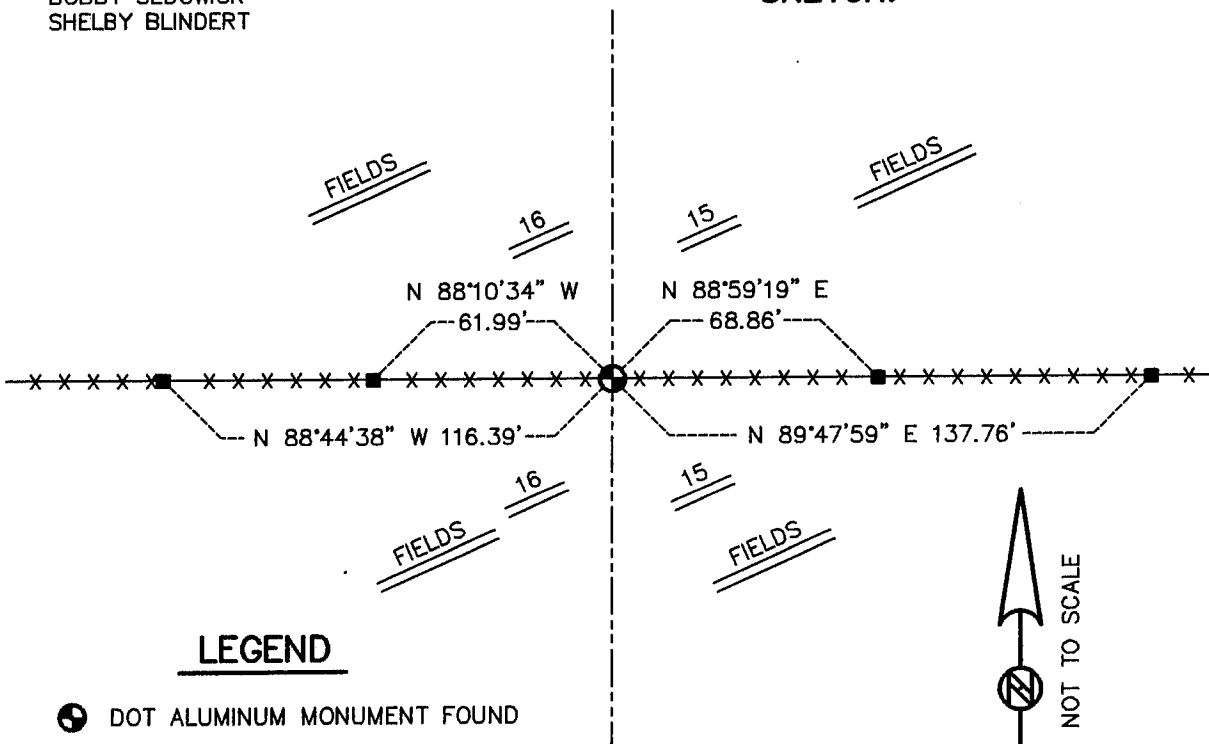 SHELBY BLINDERT
FIELDS
FIELDS
16
15
N 88°10'34" W
N 88°59'19" E
61.99'
68.86'
N 88°44'38" W 116.39'
N 89°47'59" E 137.76'
16
15
FIELDS
FIELDS
NOT TO SCALE
N
LEGEND
DOT ALUMINUM MONUMENT FOUND